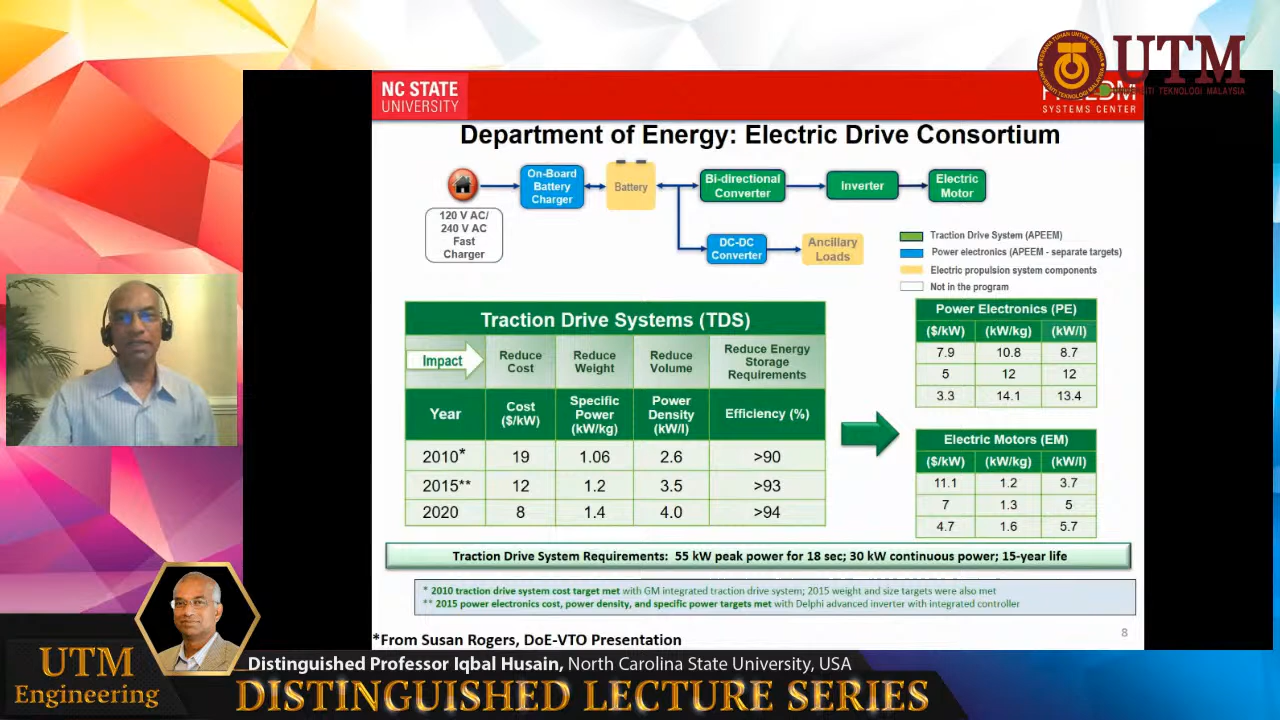 UTM
UNIVERSITI TEKNOLOGI MALAYSIA
NC STATE
UNIVERSITY
SYSTEMS CENTER
Department of Energy: Electric Drive Consortium
On-Board
Battery
Charger
Battery
Bi-directional
Converter
Inverter
Electric
Motor
120 V AC/
240 V AC
Fast
Charger
DC-DC
Converter
Ancillary
Loads
Traction Drive System (APEEM)
Power electronics (APEEM - separate targets)
Electric propulsion system components
Not in the program
Traction Drive Systems (TDS)
Impact
Reduce
Cost
Reduce
Weight
Reduce
Volume
Reduce Energy
Storage
Requirements
Year
Cost
($/kW)
Specific
Power
(kW/kg)
Power
Density
(kW/l)
Efficiency (%)
2010* 19 1.06 2.6 >90
2015** 12 1.2 3.5 >93
2020 8 1.4 4.0 >94
Power Electronics (PE)
($/kW) (kW/kg) (kW/l)
7.9 10.8 8.7
5 12 12
3.3 14.1 13.4
Electric Motors (EM)
($/kW) (kW/kg) (kW/l)
11.1 1.2 3.7
7 1.3 5
4.7 1.6 5.7
Traction Drive System Requirements: 55 kW peak power for 18 sec; 30 kW continuous power; 15-year life
* 2010 traction drive system cost target met with GM integrated traction drive system; 2015 weight and size targets were also met
** 2015 power electronics cost, power density, and specific power targets met with Delphi advanced inverter with integrated controller
8
*From Susan Rogers, DoE-VTO Presentation
UTM
Engineering
Distinguished Professor Iqbal Husain, North Carolina State University, USA
DISTINGUISHED LECTURE SERIES